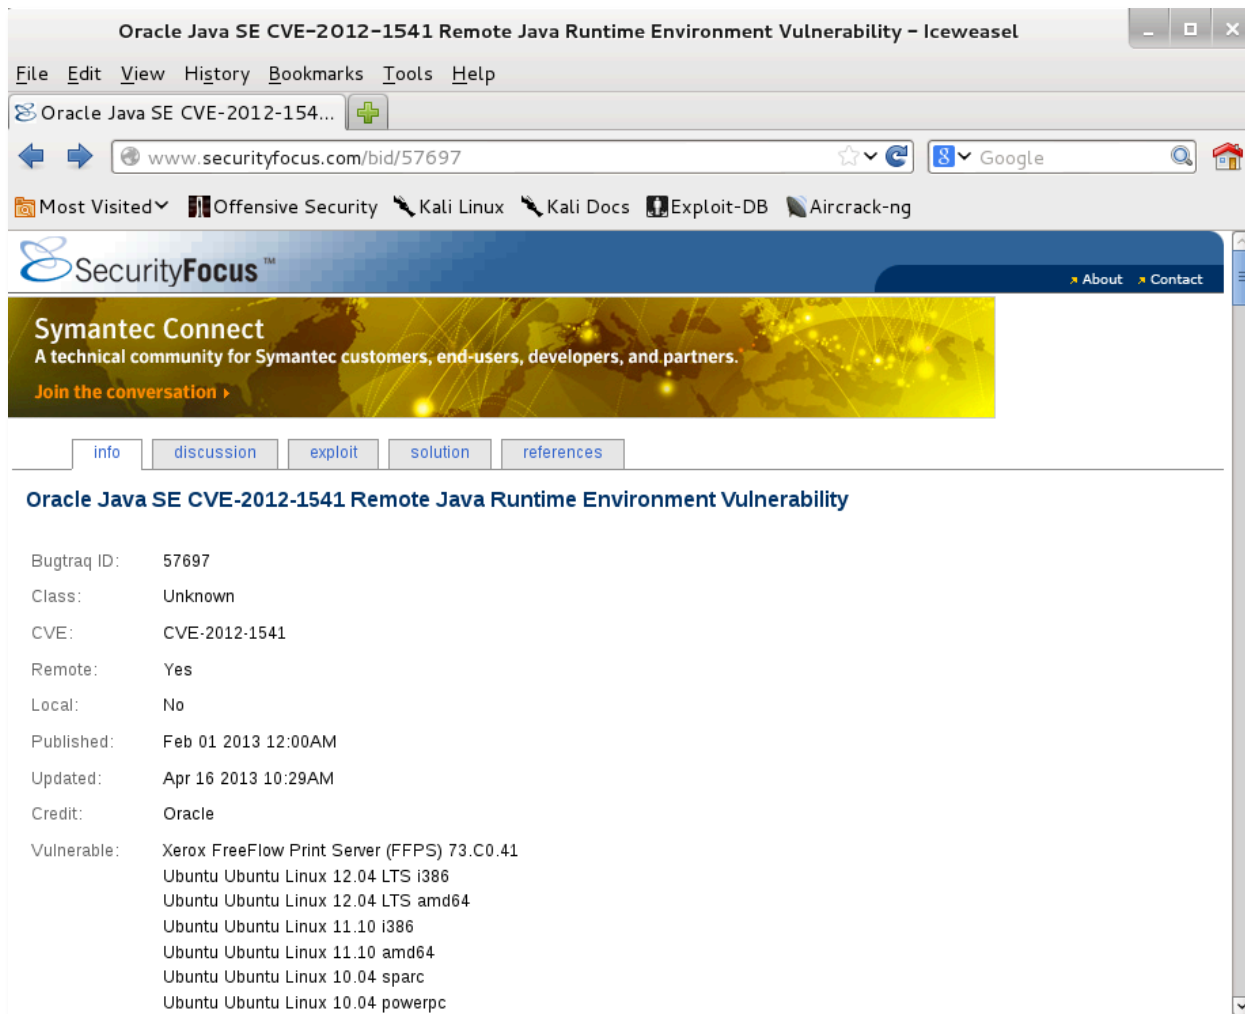 Oracle Java SE CVE-2012-1541 Remote Java Runtime Environment Vulnerability - Iceweasel
File Edit View History Bookmarks Tools Help
Oracle Java SE CVE-2012-154...
www.securityfocus.com/bid/57697 8 Google
Most Visited Offensive Security Kali Linux Kali Docs Exploit-DB Aircrack-ng
SecurityFocus™
About Contact
Symantec Connect
A technical community for Symantec customers, end-users, developers, and partners.
Join the conversation
info discussion exploit solution references
Oracle Java SE CVE-2012-1541 Remote Java Runtime Environment Vulnerability
Bugtraq ID: 57697
Class: Unknown
CVE: CVE-2012-1541
Remote: Yes
Local: No
Published: Feb 01 2013 12:00AM
Updated: Apr 16 2013 10:29AM
Credit: Oracle
Vulnerable: Xerox FreeFlow Print Server (FFPS) 73.C0.41
Ubuntu Ubuntu Linux 12.04 LTS i386
Ubuntu Ubuntu Linux 12.04 LTS amd64
Ubuntu Ubuntu Linux 11.10 i386
Ubuntu Ubuntu Linux 11.10 amd64
Ubuntu Ubuntu Linux 10.04 sparc
Ubuntu Ubuntu Linux 10.04 powerpc